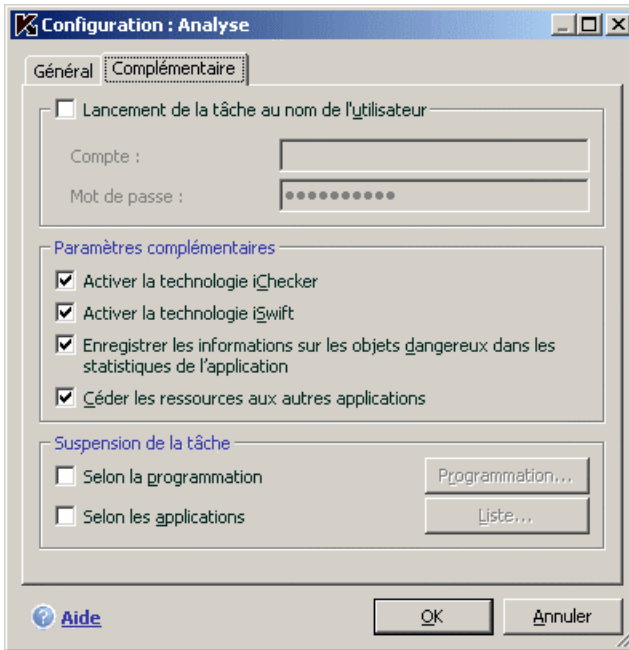 Configuration : Analyse
Général
Complémentaire
Lancement de la tâche au nom de l'utilisateur
Compte :
Mot de passe :
●●●●●●●●●●
Paramètres complémentaires
Activer la technologie iChecker
Activer la technologie iSwift
Enregistrer les informations sur les objets dangereux dans les
statistiques de l'application
Céder les ressources aux autres applications
Suspension de la tâche
Selon la programmation
Programmation...
Selon les applications
Liste...
Aide
OK
Annuler